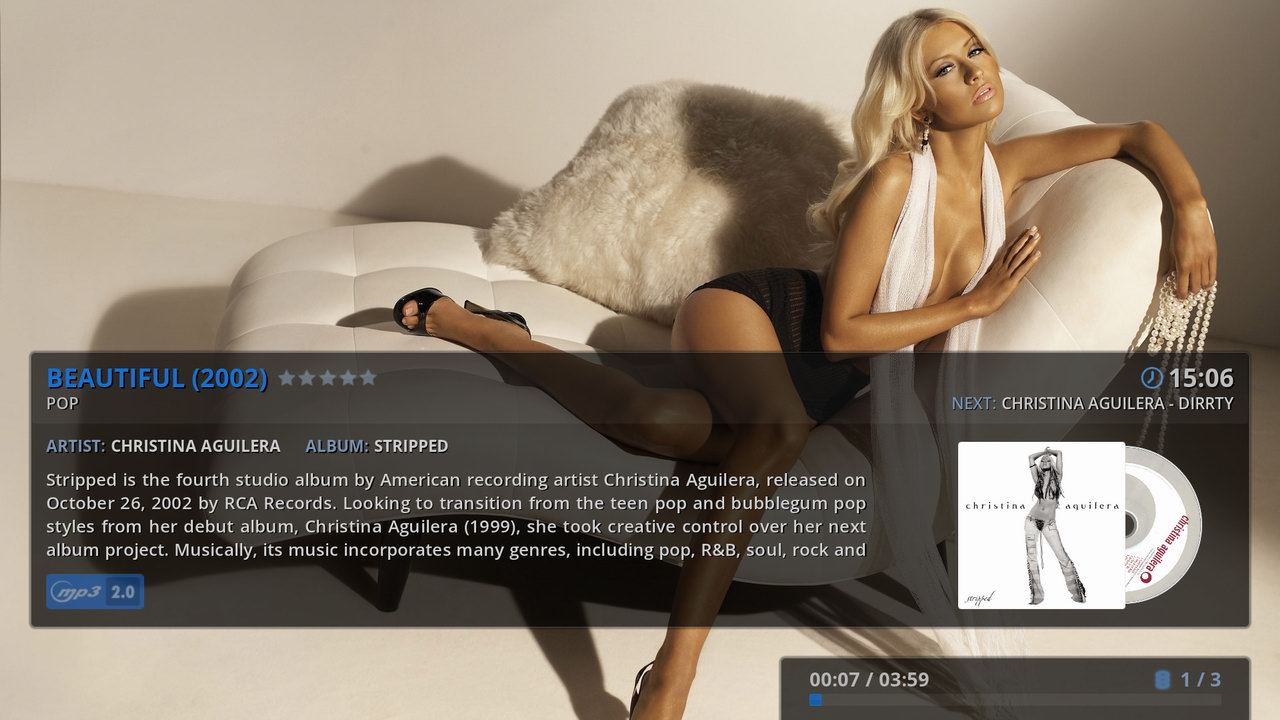 BEAUTIFUL (2002)
15:06
POP
NEXT: CHRISTINA AGUILERA - DIRRTY
ARTIST: CHRISTINA AGUILERA ALBUM: STRIPPED
Stripped is the fourth studio album by American recording artist Christina Aguilera, released on
October 26, 2002 by RCA Records. Looking to transition from the teen pop and bubblegum pop
styles from her debut album, Christina Aguilera (1999), she took creative control over her next
album project. Musically, its music incorporates many genres, including pop, R&B, soul, rock and
mp3 2.0
christina aguilera
stripped
christina aguilera
00:07 / 03:59
1 / 3